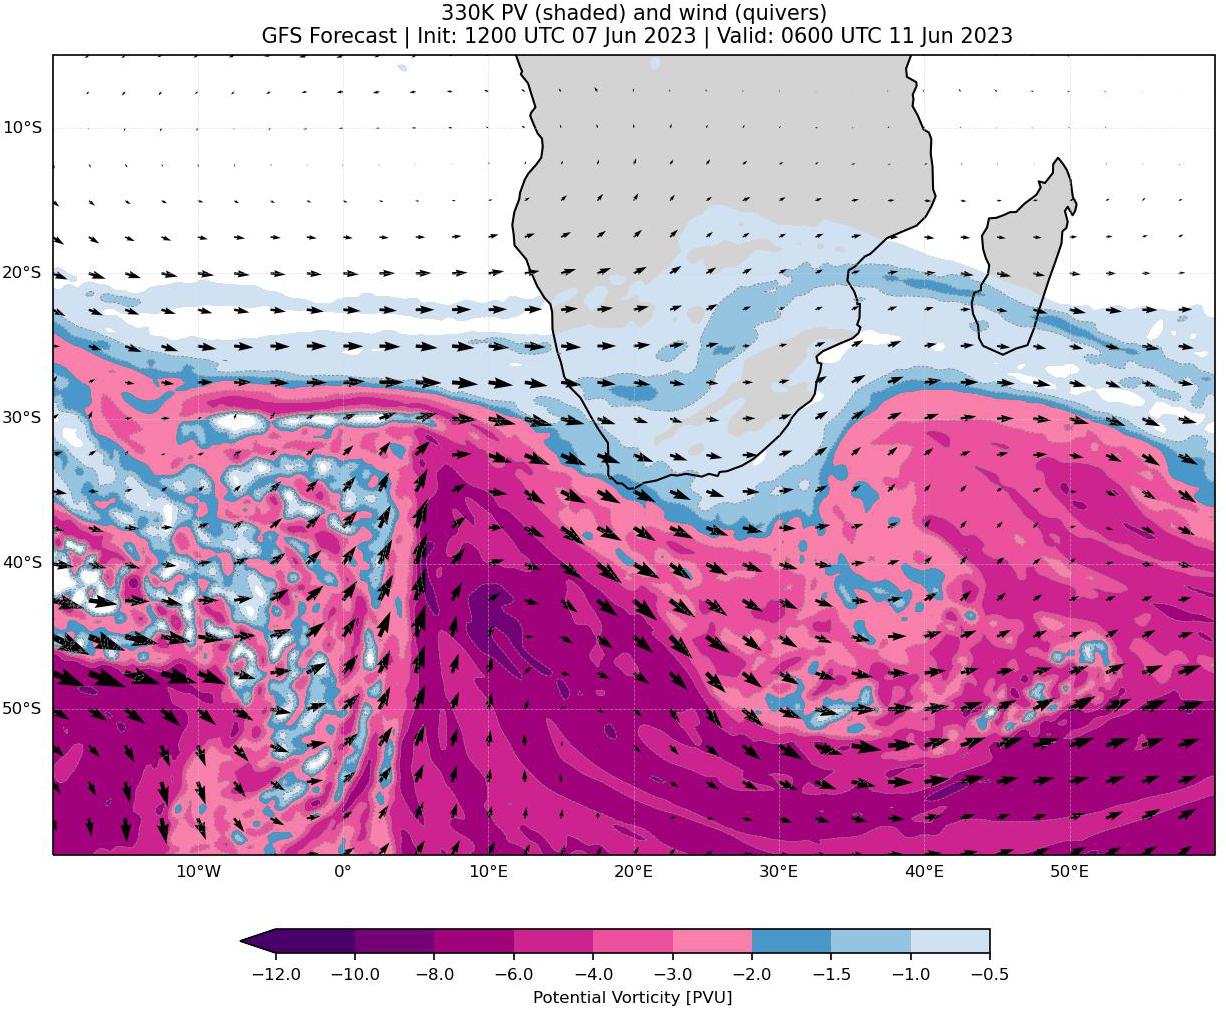 330K PV (shaded) and wind (quivers)
GFS Forecast | Init: 1200 UTC 07 Jun 2023 | Valid: 0600 UTC 11 Jun 2023
10°S
20°S
30°S
40°S
50°S
10°W 0° 10°E 20°E 30°E 40°E 50°E
−12.0 −10.0 −8.0 −6.0 −4.0 −3.0 −2.0 −1.5 −1.0 −0.5
Potential Vorticity [PVU]